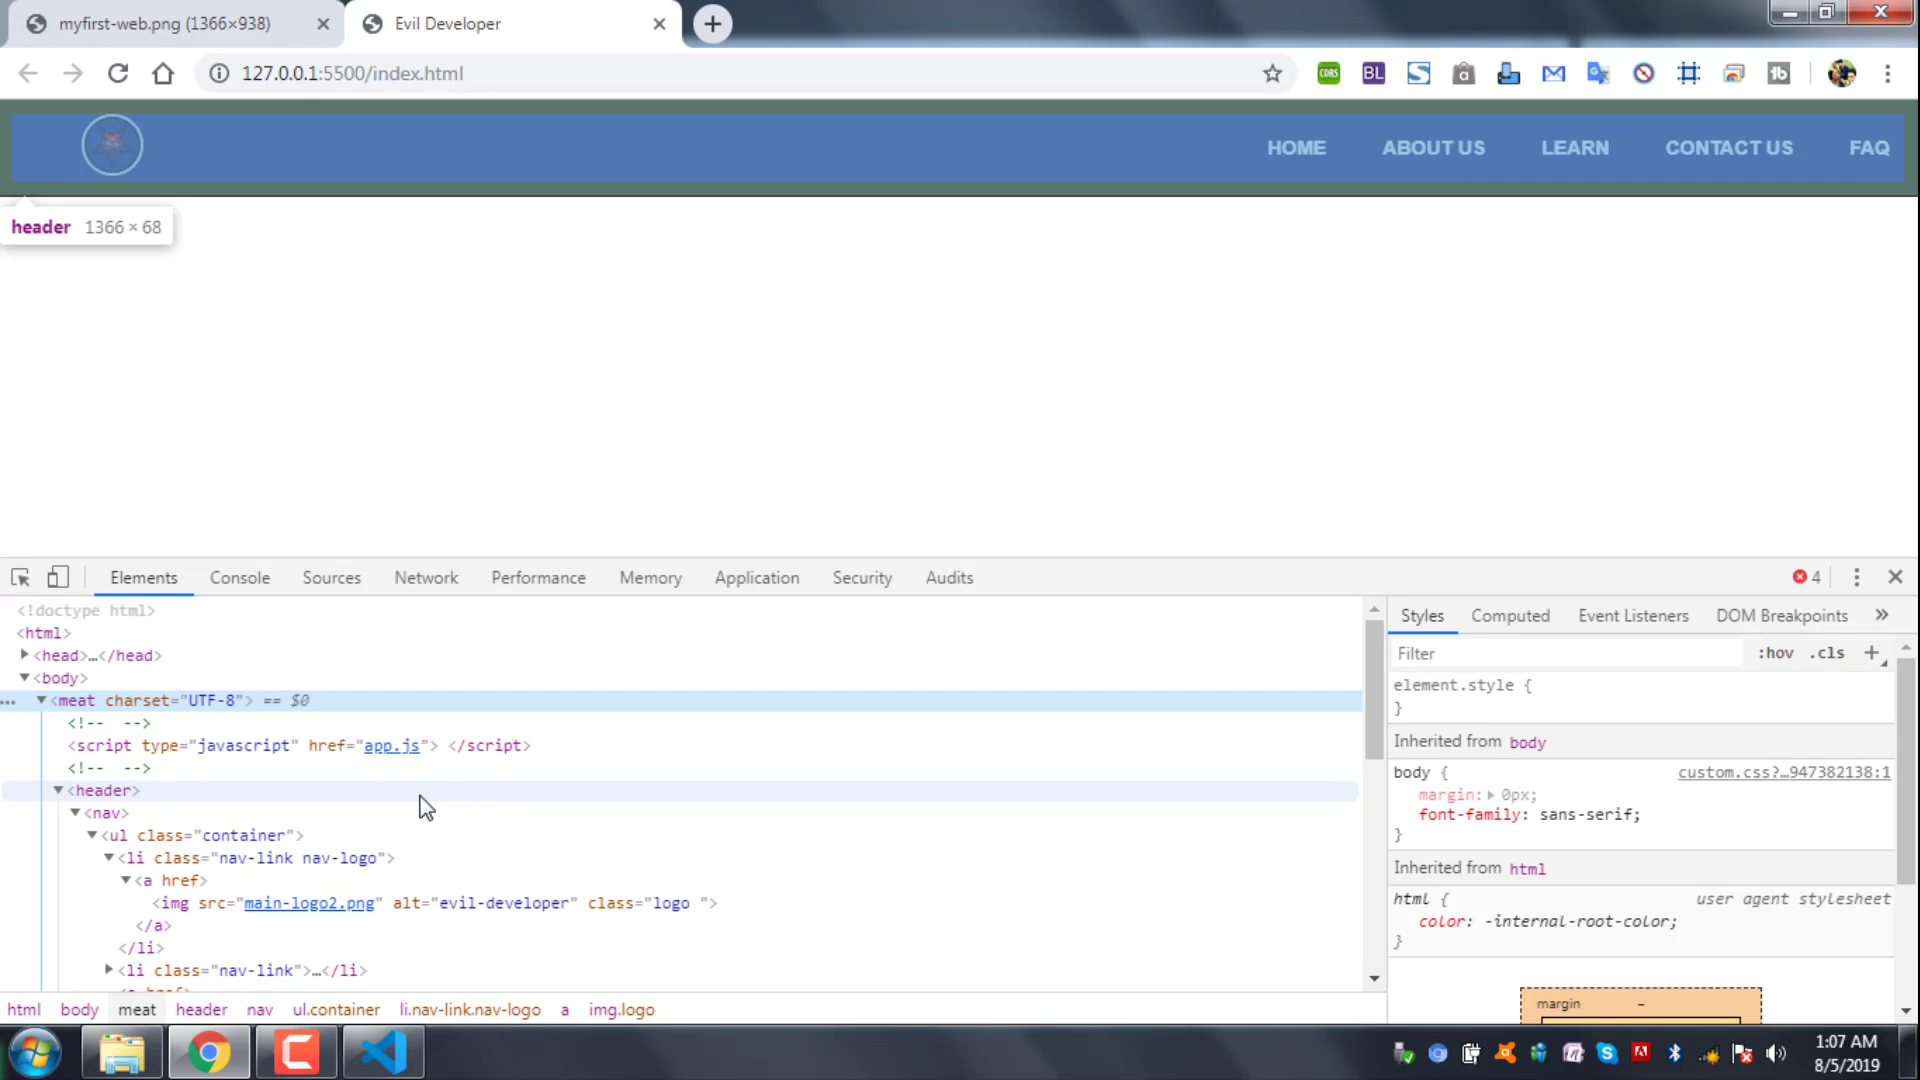 myfirst-web.png (1366×938)
Evil Developer
127.0.0.1:5500/index.html
CORS
BL
HOME ABOUT US LEARN CONTACT US FAQ
header 1366 × 68
Elements Console Sources Network Performance Memory Application Security Audits
4
<!doctype html>
<html>
<head>…</head>
<body>
… <meat charset="UTF-8"> == $0
<!-- -->
<script type="javascript" href="app.js"> </script>
<!-- -->
<header>
<nav>
<ul class="container">
<li class="nav-link nav-logo">
<a href>
<img src="main-logo2.png" alt="evil-developer" class="logo ">
</a>
</li>
<li class="nav-link">…</li>
html body meat header nav ul.container li.nav-link.nav-logo a img.logo
Styles Computed Event Listeners DOM Breakpoints »
Filter :hov .cls +
element.style {
}
Inherited from body
body { custom.css?…947382138:1
margin: 0px;
font-family: sans-serif;
}
Inherited from html
html { user agent stylesheet
color: -internal-root-color;
}
margin –
1:07 AM
8/5/2019